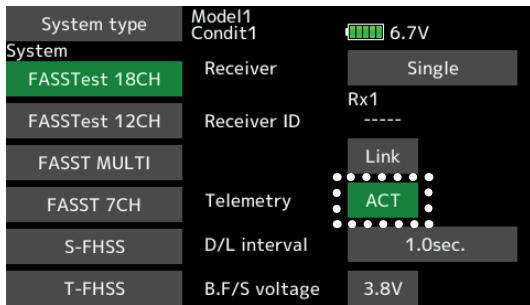 System type
Model1
Condit1
6.7V
System
FASSTest 18CH
Receiver
Single
Rx1
FASSTest 12CH
Receiver ID
-----
FASST MULTI
Link
FASST 7CH
Telemetry
ACT
S-FHSS
D/L interval
1.0sec.
T-FHSS
B.F/S voltage
3.8V